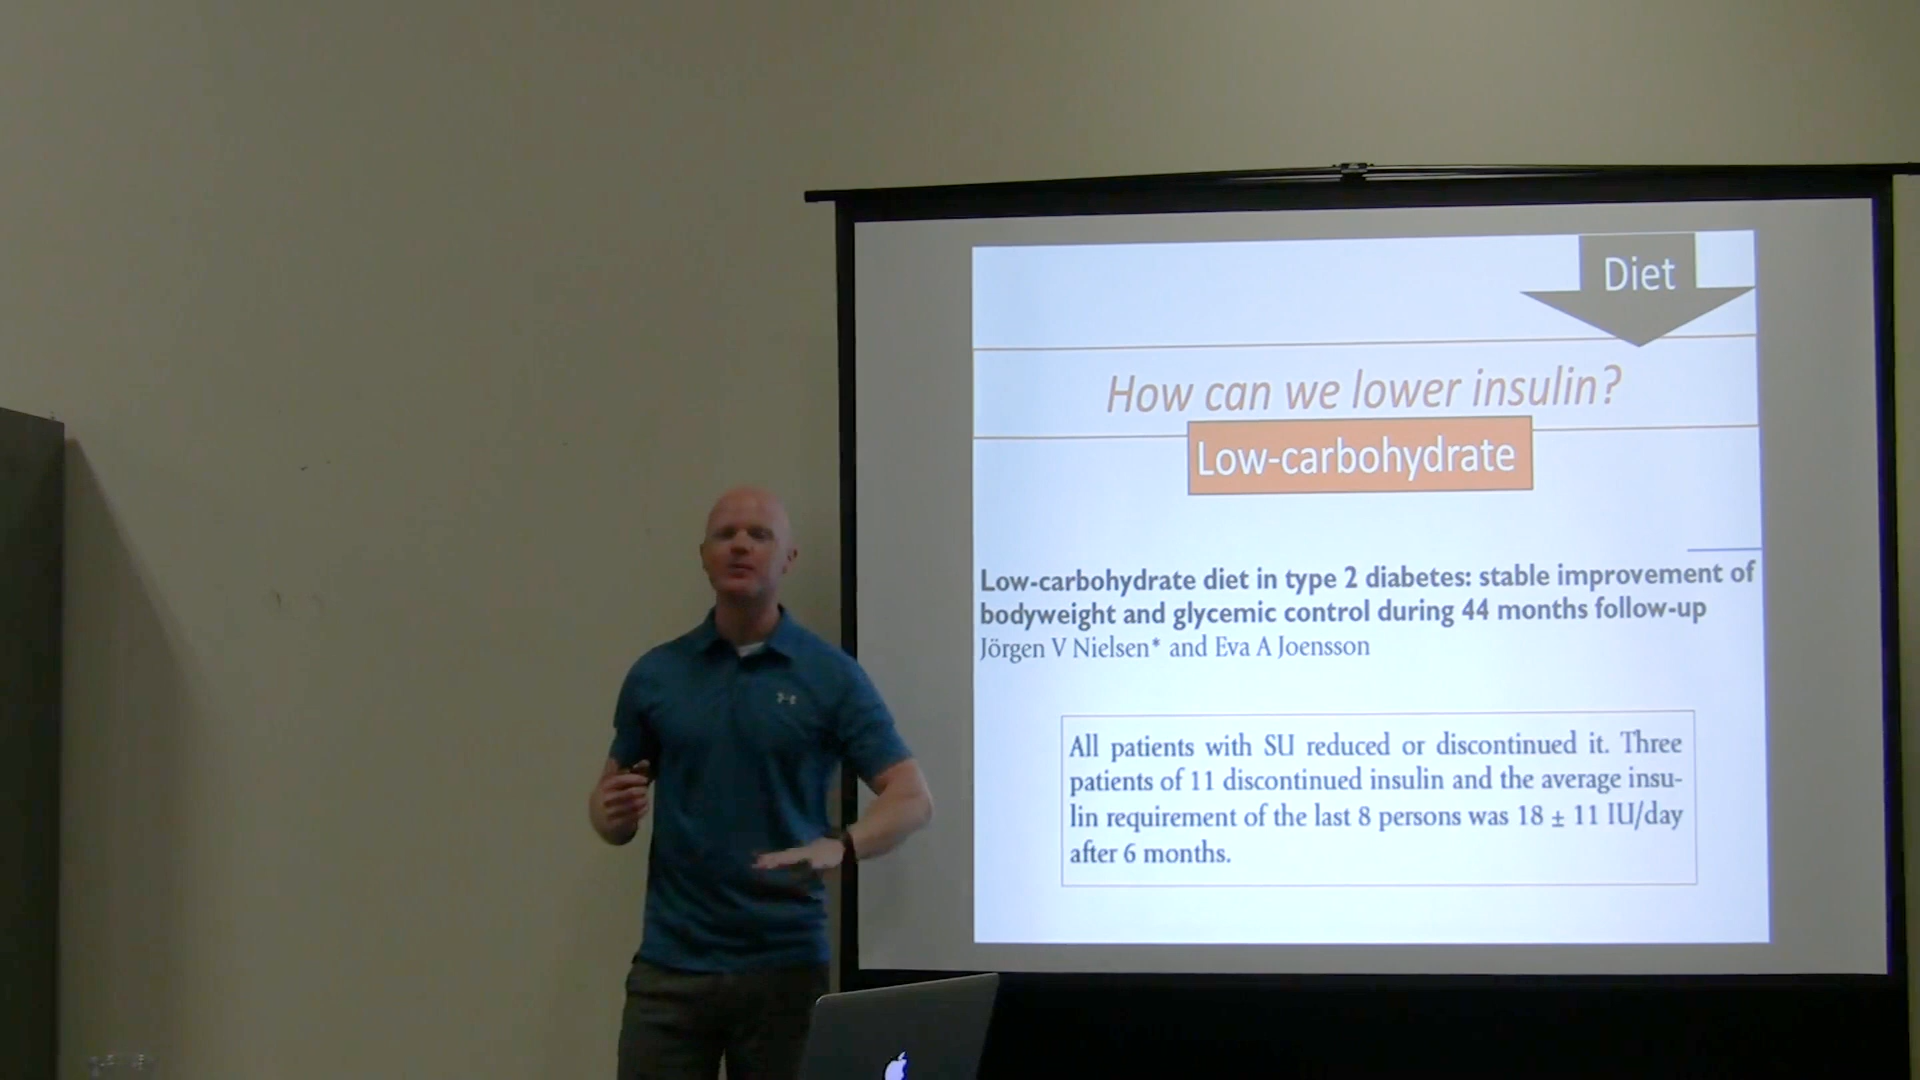 Diet
How can we lower insulin?
Low-carbohydrate
Low-carbohydrate diet in type 2 diabetes: stable improvement of
bodyweight and glycemic control during 44 months follow-up
Jörgen V Nielsen* and Eva A Joensson
All patients with SU reduced or discontinued it. Three
patients of 11 discontinued insulin and the average insu-
lin requirement of the last 8 persons was 18 ± 11 IU/day
after 6 months.